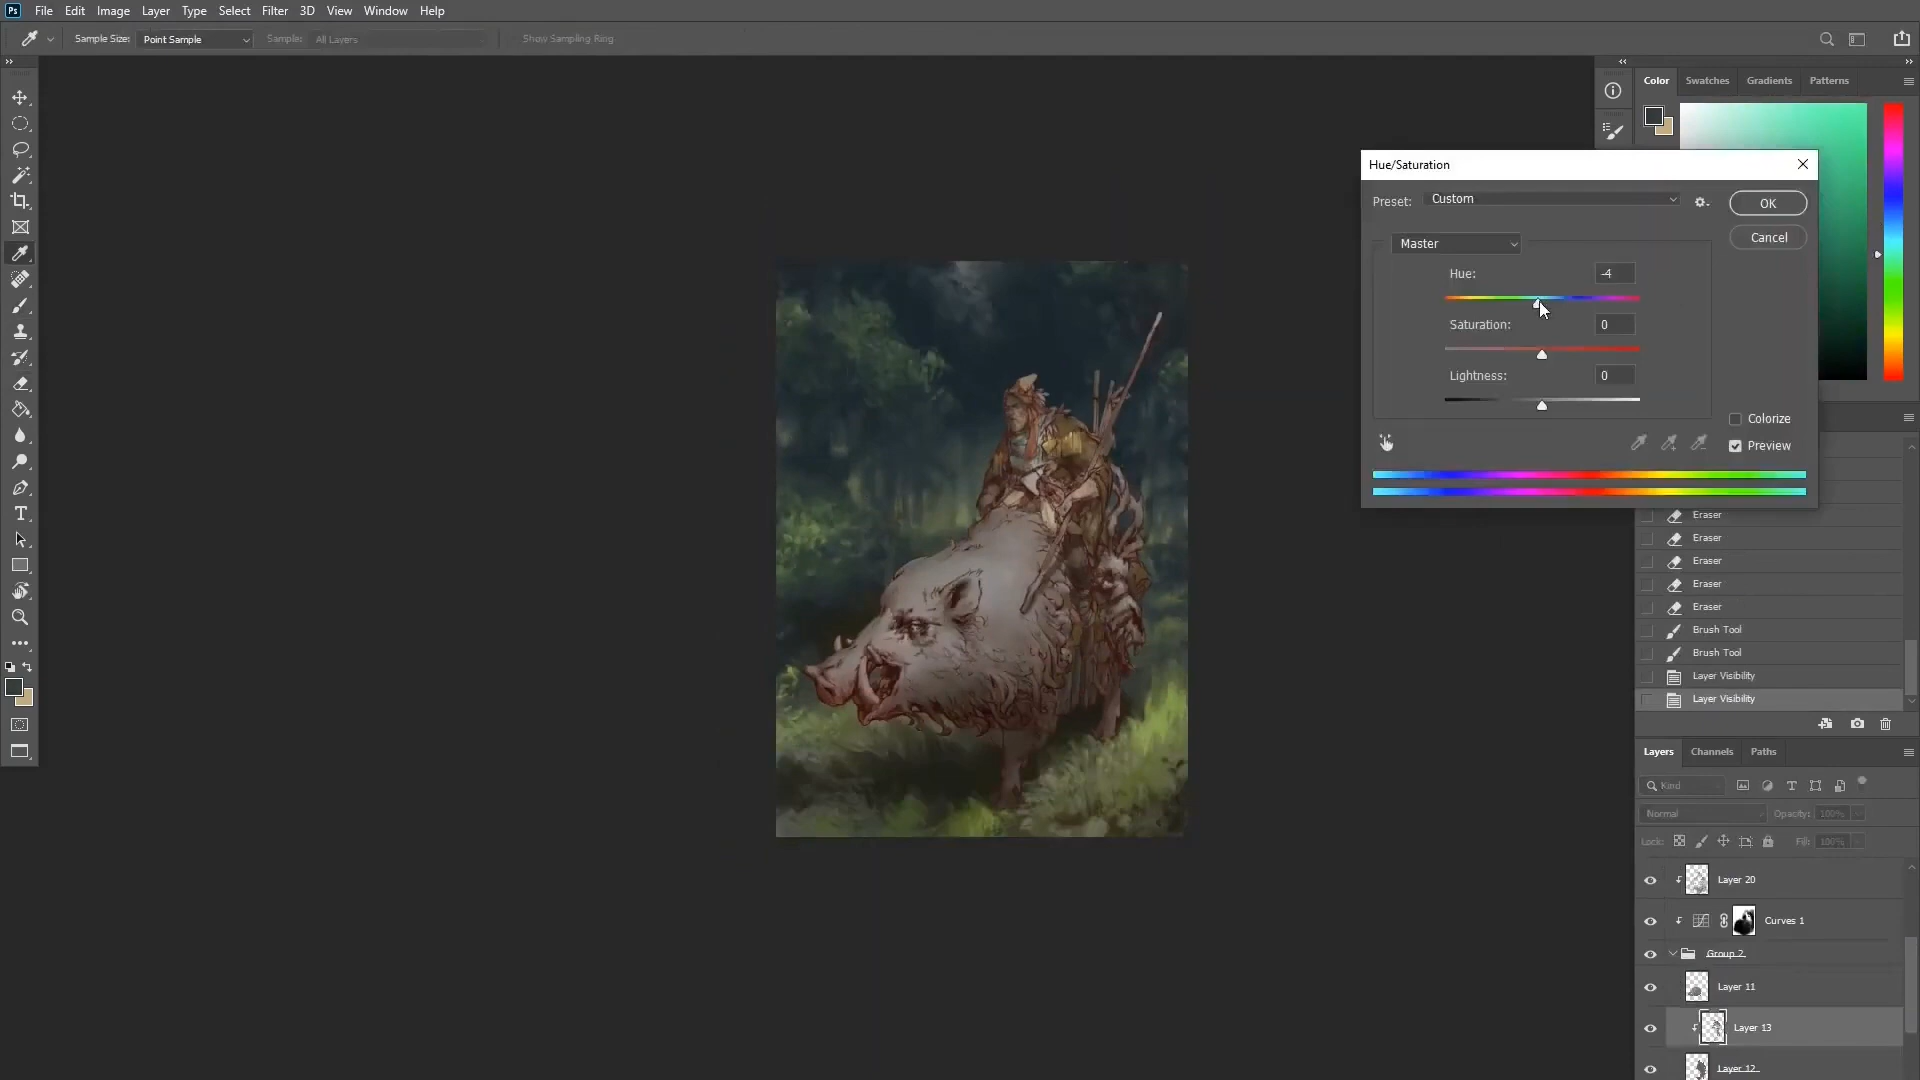 Ps File Edit Image Layer Type Select Filter 3D View Window Help
Sample Size: Point Sample Sample: All Layers Show Sampling Ring
Color Swatches Gradients Patterns
Hue/Saturation
Preset: Custom OK
Master Cancel
Hue: -4
Saturation: 0
Lightness: 0
Colorize
Preview
Eraser
Eraser
Eraser
Eraser
Eraser
Brush Tool
Brush Tool
Layer Visibility
Layer Visibility
Layers Channels Paths
Kind
Normal Opacity: 100%
Lock: Fill: 100%
Layer 20
Curves 1
Group 2
Layer 11
Layer 13
Layer 12